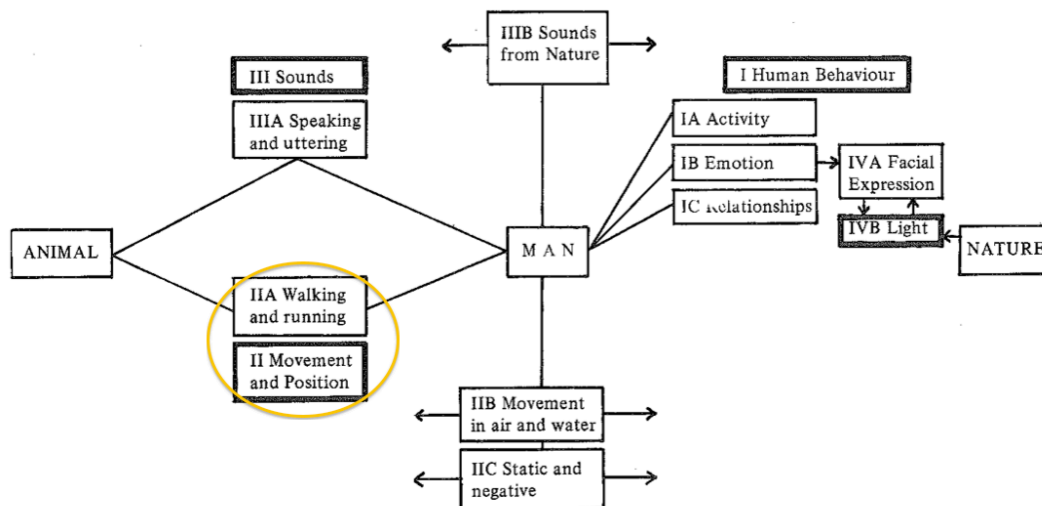 IIIB Sounds
from Nature
III Sounds
I Human Behaviour
IIIA Speaking
and uttering
IA Activity
IB Emotion
IVA Facial
Expression
IC Relationships
IVB Light
ANIMAL
MAN
NATURE
IIA Walking
and running
II Movement
and Position
IIB Movement
in air and water
IIC Static and
negative